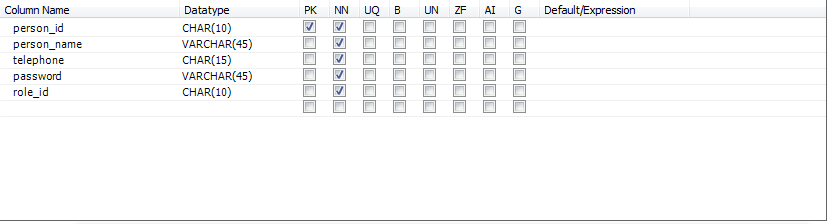 Column Name Datatype PK NN UQ B UN ZF AI G Default/Expression
person_id CHAR(10)
person_name VARCHAR(45)
telephone CHAR(15)
password VARCHAR(45)
role_id CHAR(10)